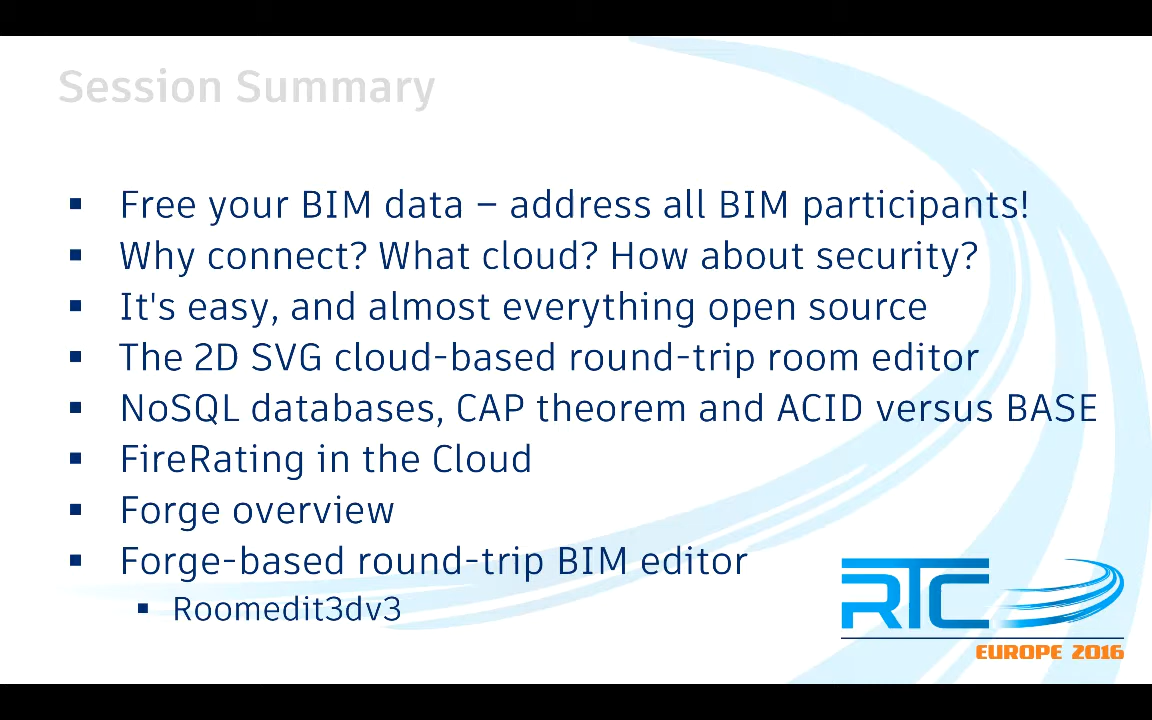 Session Summary
▪ Free your BIM data – address all BIM participants!
▪ Why connect? What cloud? How about security?
▪ It's easy, and almost everything open source
▪ The 2D SVG cloud-based round-trip room editor
▪ NoSQL databases, CAP theorem and ACID versus BASE
▪ FireRating in the Cloud
▪ Forge overview
▪ Forge-based round-trip BIM editor
▪ Roomedit3dv3
RTC
EUROPE 2016